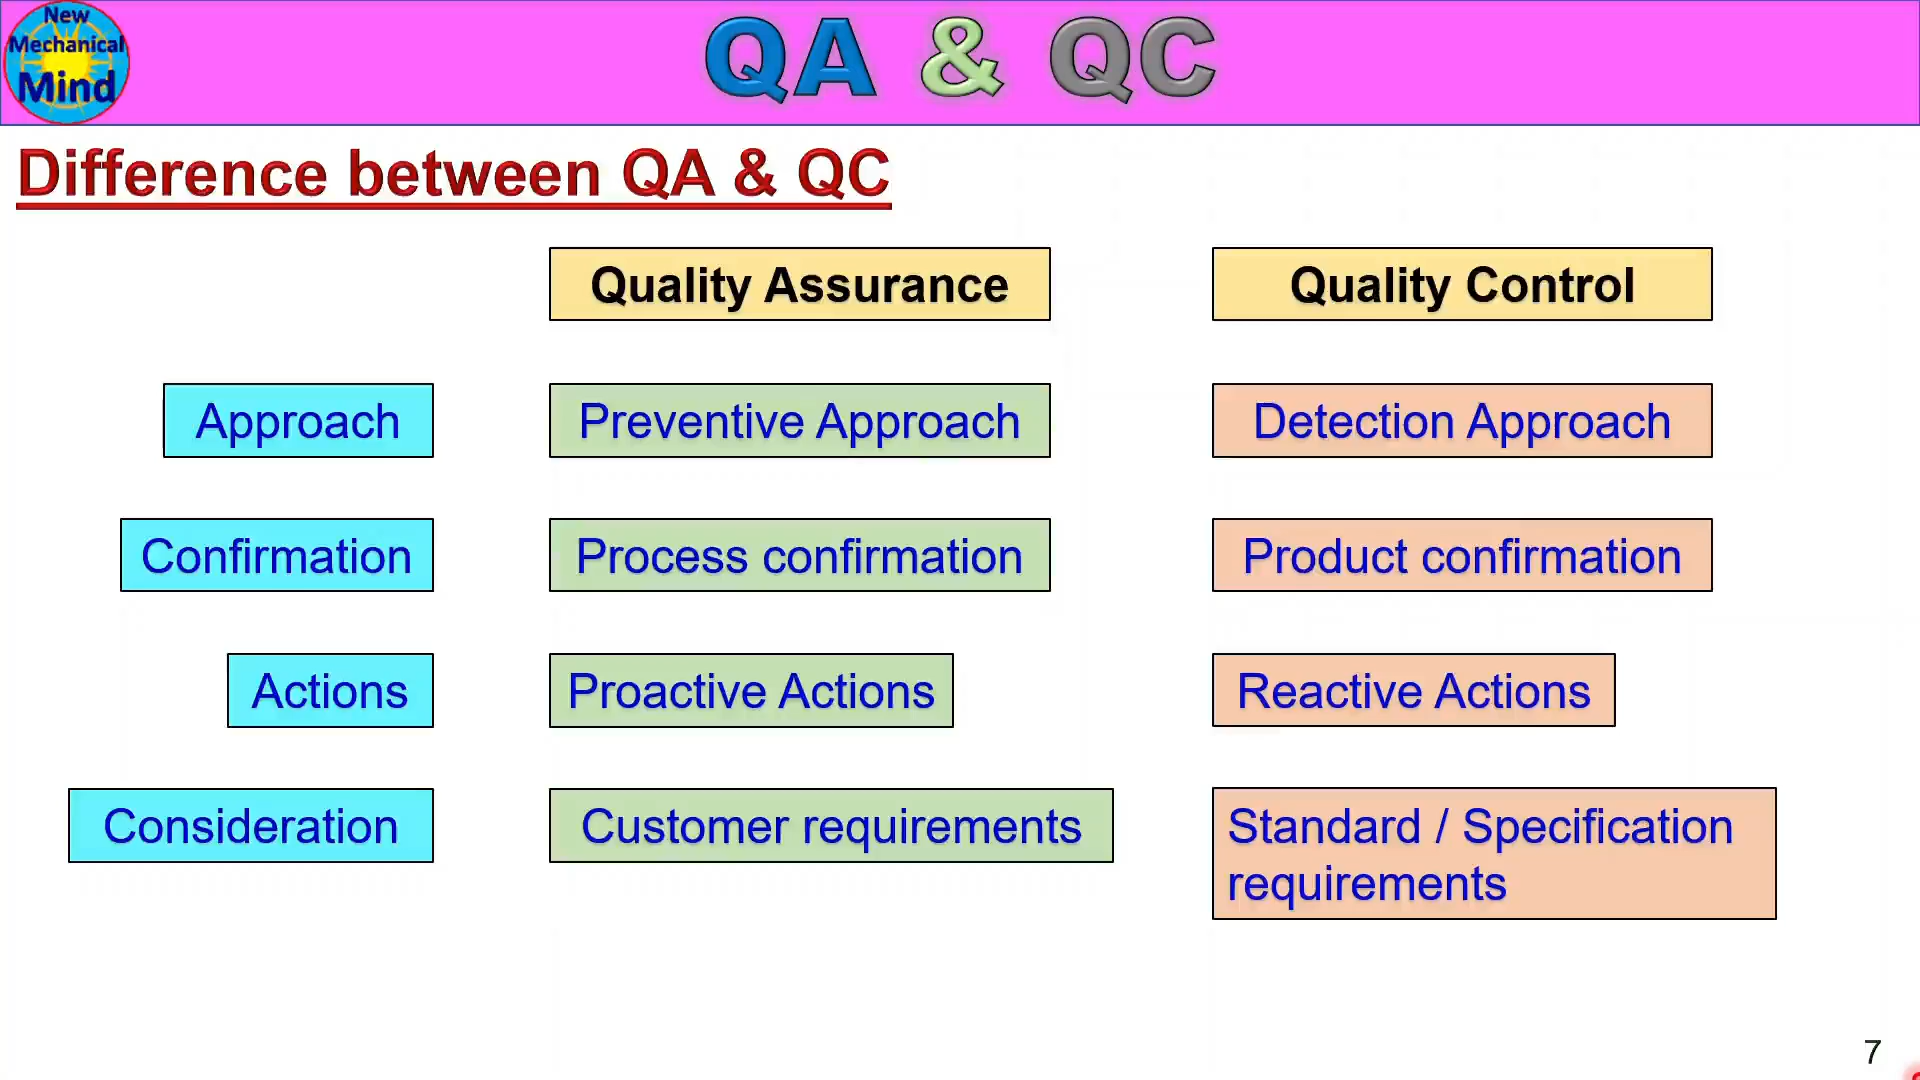 New
Mechanical
Mind
QA & QC
Difference between QA & QC
Quality Assurance
Quality Control
Approach
Preventive Approach
Detection Approach
Confirmation
Process confirmation
Product confirmation
Actions
Proactive Actions
Reactive Actions
Consideration
Customer requirements
Standard / Specification
requirements
7